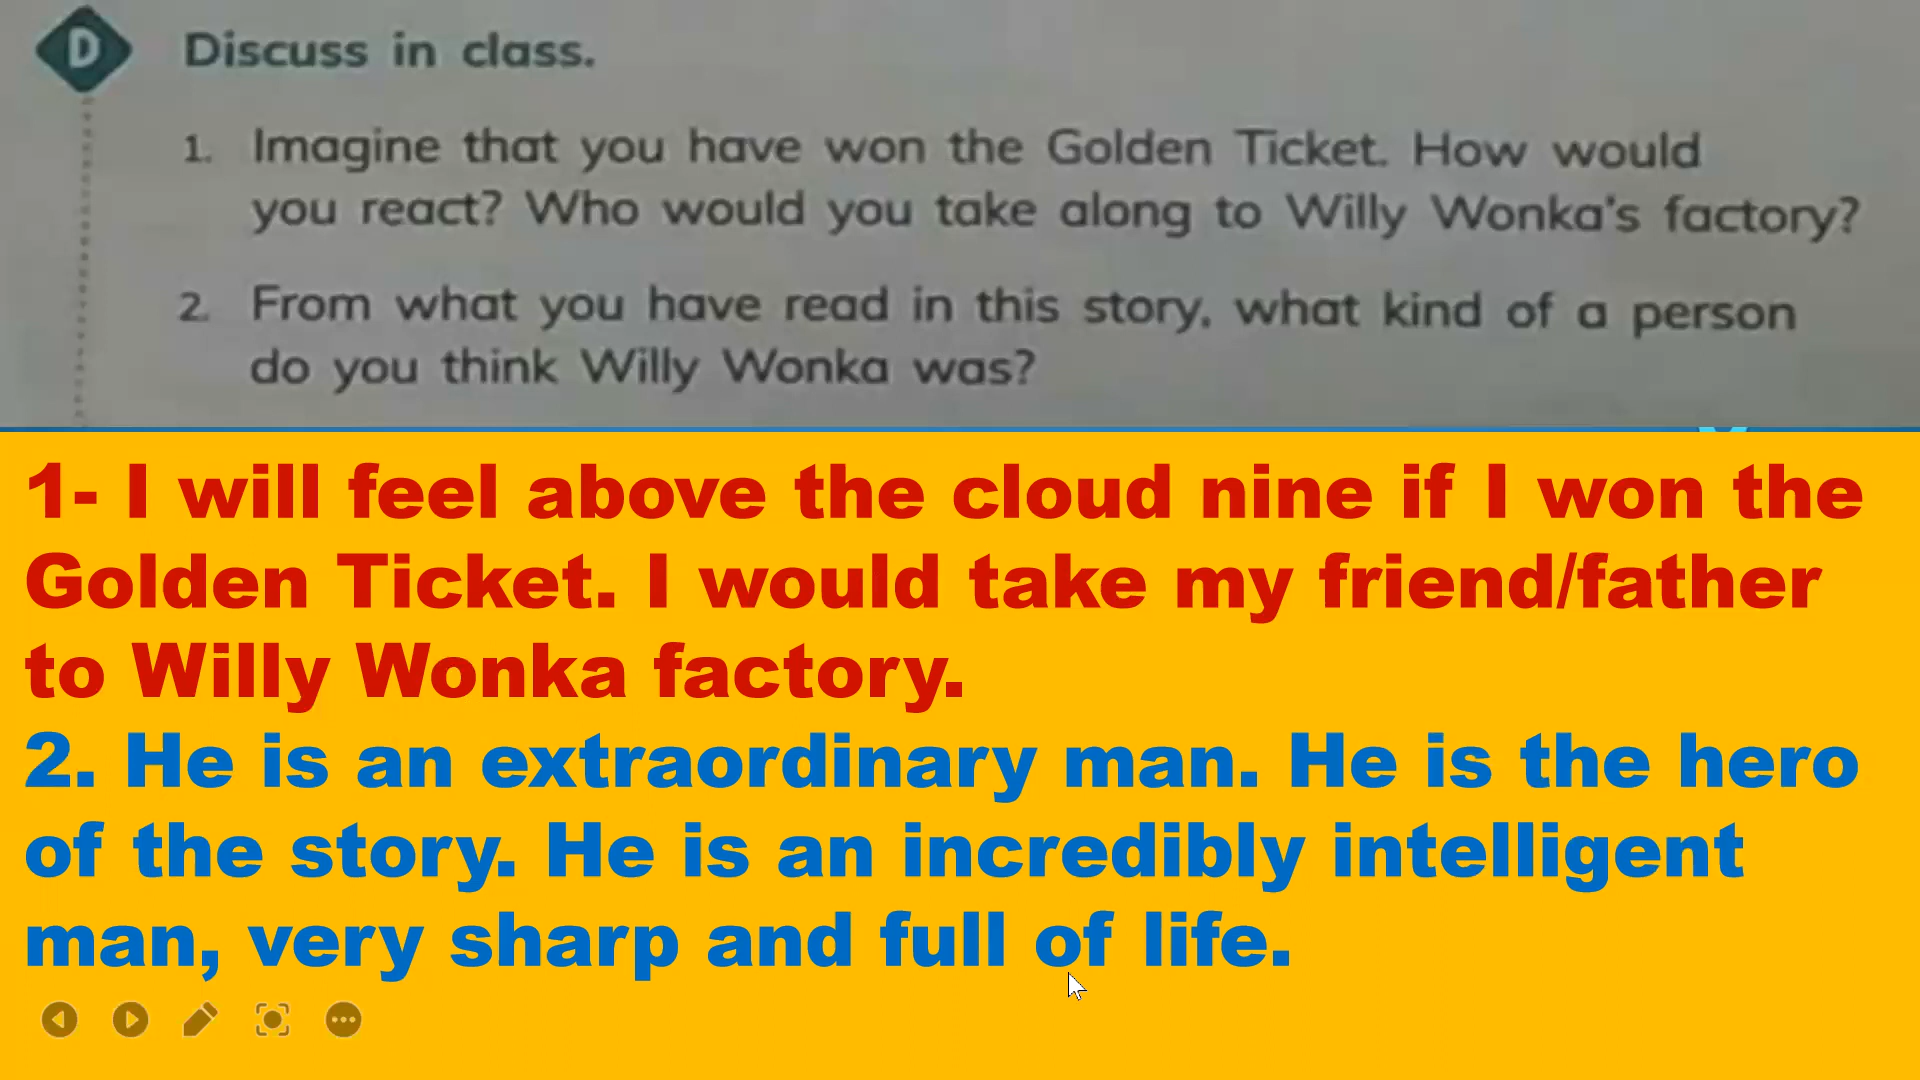 D Discuss in class.
1. Imagine that you have won the Golden Ticket. How would
you react? Who would you take along to Willy Wonka's factory?
2. From what you have read in this story, what kind of a person
do you think Willy Wonka was?
1- I will feel above the cloud nine if I won the
Golden Ticket. I would take my friend/father
to Willy Wonka factory.
2. He is an extraordinary man. He is the hero
of the story. He is an incredibly intelligent
man, very sharp and full of life.